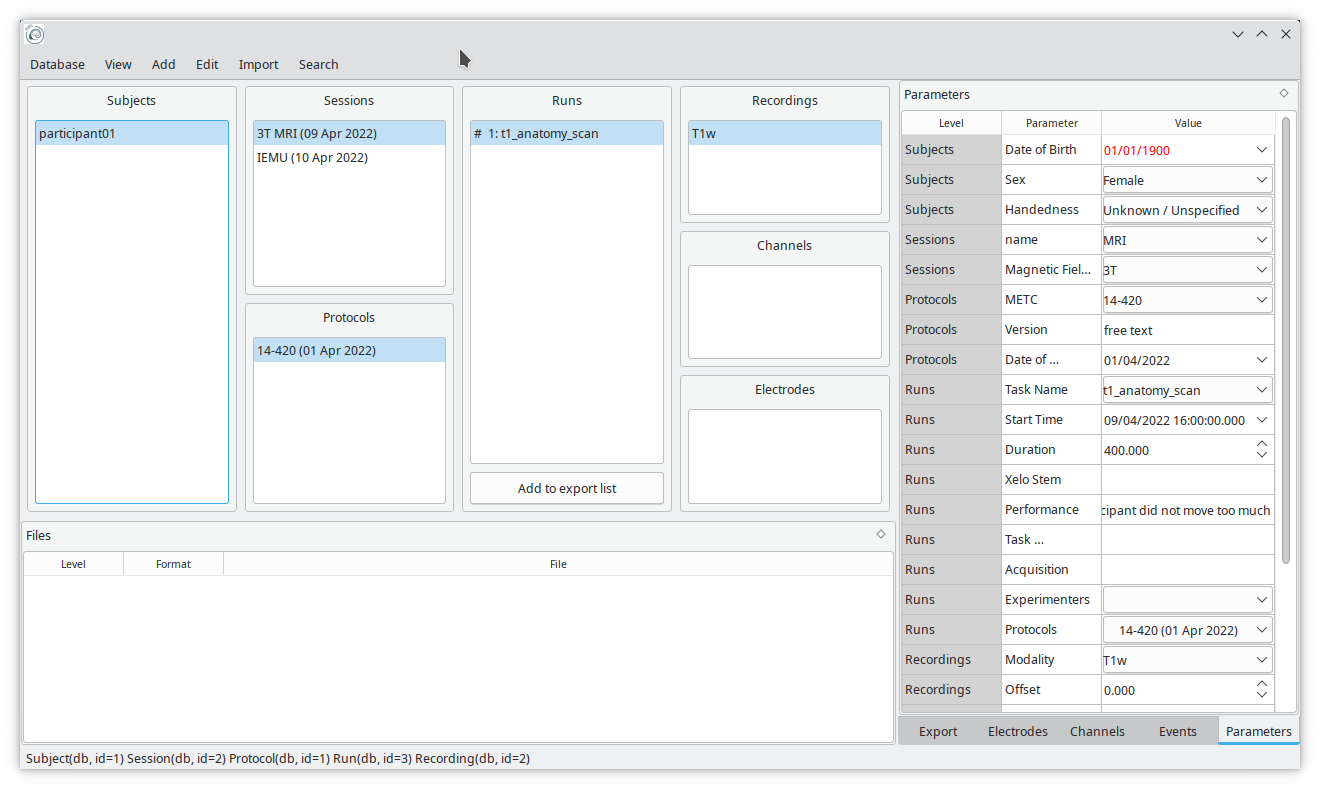 Database View Add Edit Import Search
Subjects
participant01
Sessions
3T MRI (09 Apr 2022)
IEMU (10 Apr 2022)
Protocols
14-420 (01 Apr 2022)
Runs
# 1: t1_anatomy_scan
Add to export list
Recordings
T1w
Channels
Electrodes
Files
Level Format File
Parameters
Level Parameter Value
Subjects Date of Birth 01/01/1900
Subjects Sex Female
Subjects Handedness Unknown / Unspecified
Sessions name MRI
Sessions Magnetic Fiel... 3T
Protocols METC 14-420
Protocols Version free text
Protocols Date of ... 01/04/2022
Runs Task Name t1_anatomy_scan
Runs Start Time 09/04/2022 16:00:00.000
Runs Duration 400.000
Runs Xelo Stem
Runs Performance cipant did not move too much
Runs Task ...
Runs Acquisition
Runs Experimenters
Runs Protocols 14-420 (01 Apr 2022)
Recordings Modality T1w
Recordings Offset 0.000
Export Electrodes Channels Events Parameters
Subject(db, id=1) Session(db, id=2) Protocol(db, id=1) Run(db, id=3) Recording(db, id=2)